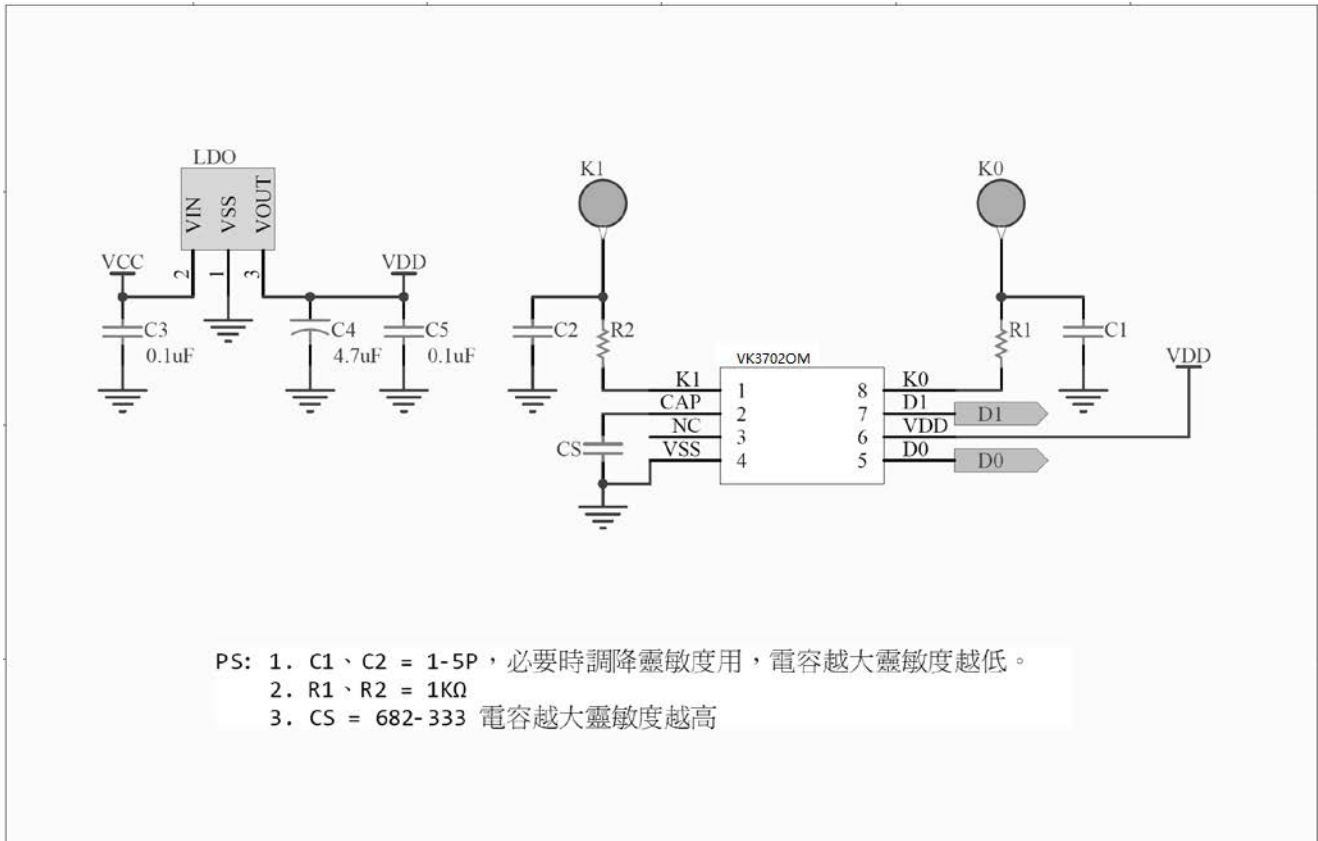 LDO
VIN
VSS
VOUT
2
1
3
VCC
VDD
C3
0.1uF
C4
4.7uF
C5
0.1uF
K1
K0
C2
R2
R1
C1
VDD
VK3702OM
K1
1
8
K0
CAP
2
7
D1
D1
NC
3
6
VDD
CS
VSS
4
5
D0
D0
PS: 1. C1、C2 = 1-5P，必要時調降靈敏度用，電容越大靈敏度越低。
2. R1、R2 = 1KΩ
3. CS = 682-333 電容越大靈敏度越高